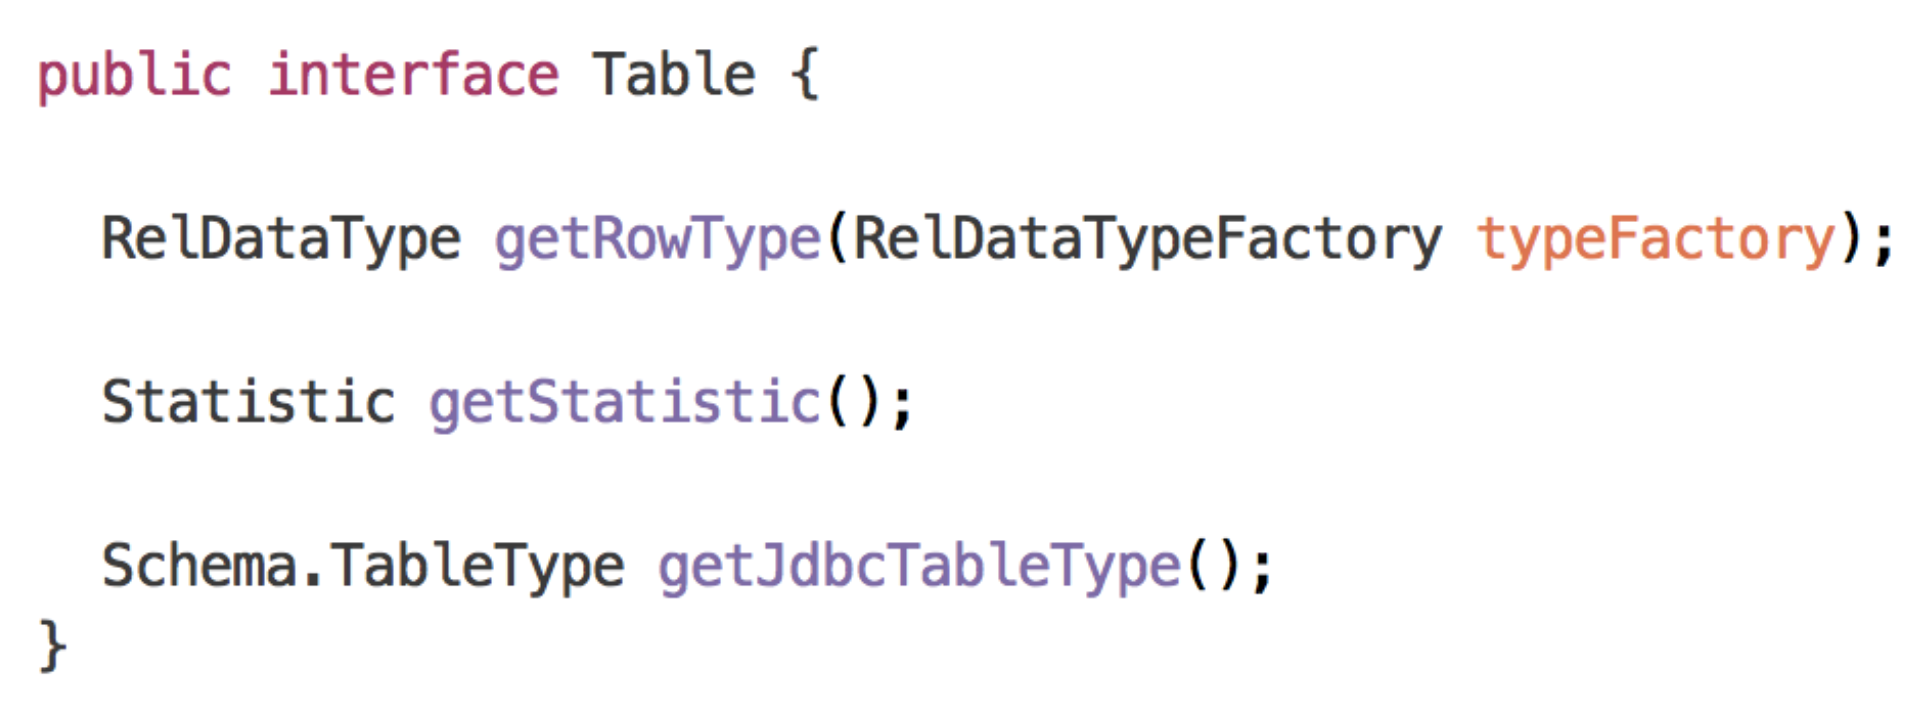 public interface Table {
RelDataType getRowType(RelDataTypeFactory typeFactory);
Statistic getStatistic();
Schema.TableType getJdbcTableType();
}